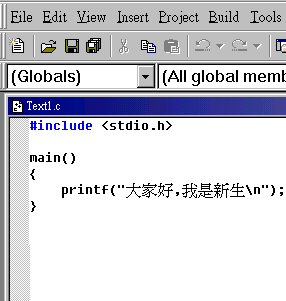 File Edit View Insert Project Build Tools
(Globals) (All global memb
Text1.c
#include <stdio.h>
main()
{
printf("大家好,我是新生\n");
}